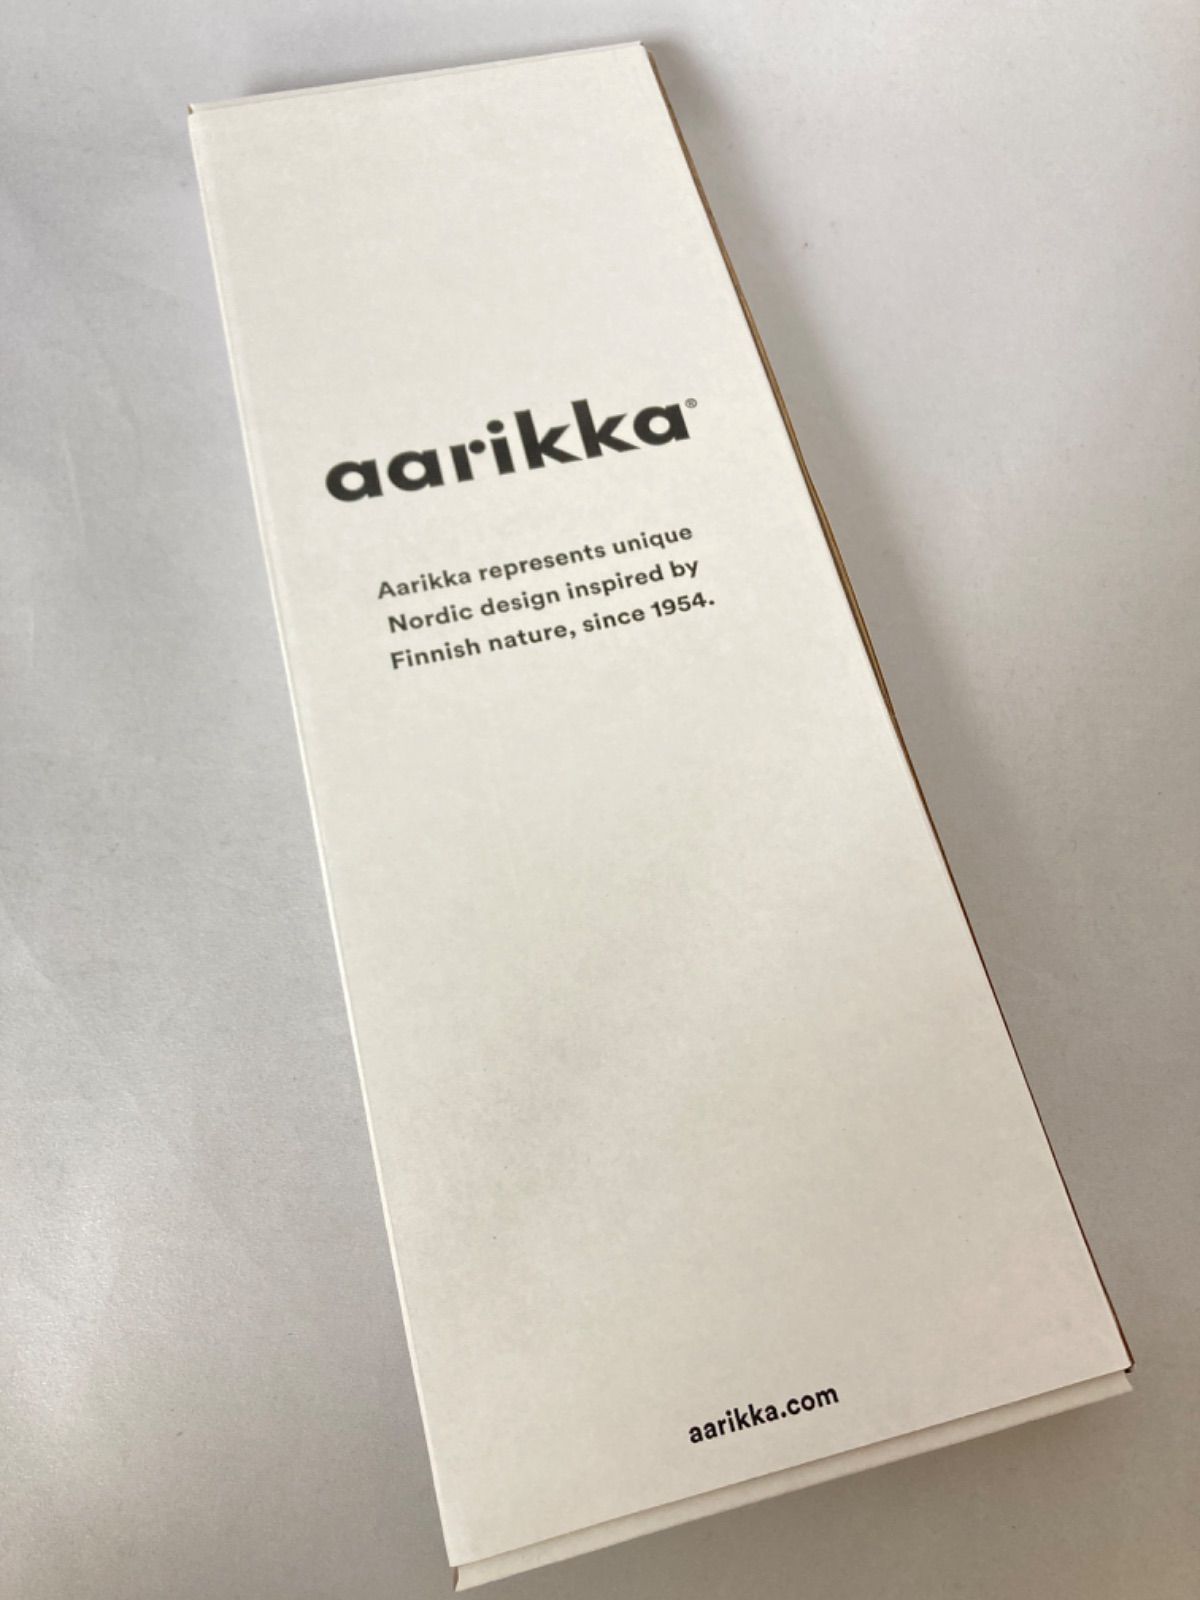 aarikka®
Aarikka represents unique
Nordic design inspired by
Finnish nature, since 1954.
aarikka.com